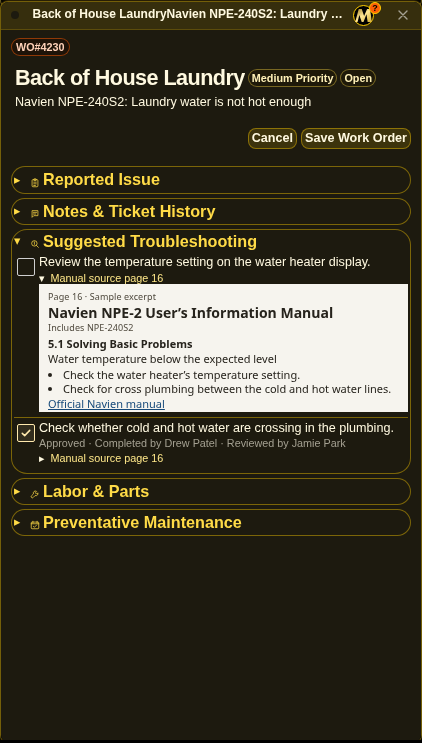 Back of House LaundryNavien NPE-240S2: Laundry ...
M
?
WO#4230
Back of House Laundry Medium Priority Open
Navien NPE-240S2: Laundry water is not hot enough
Cancel Save Work Order
Reported Issue
Notes & Ticket History
Suggested Troubleshooting
Review the temperature setting on the water heater display.
Manual source page 16
Page 16 · Sample excerpt
Navien NPE-2 User’s Information Manual
Includes NPE-240S2
5.1 Solving Basic Problems
Water temperature below the expected level
• Check the water heater’s temperature setting.
• Check for cross plumbing between the cold and hot water lines.
Official Navien manual
Check whether cold and hot water are crossing in the plumbing.
Approved · Completed by Drew Patel · Reviewed by Jamie Park
Manual source page 16
Labor & Parts
Preventative Maintenance